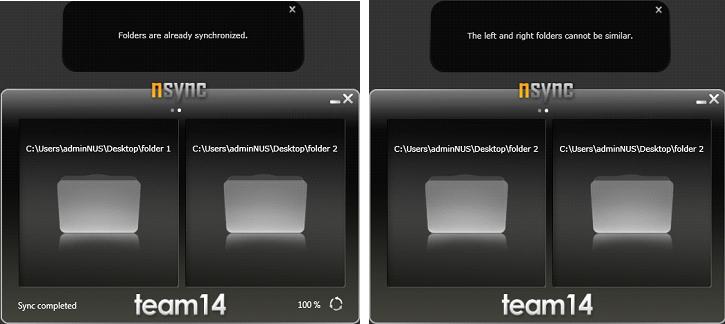 Folders are already synchronized.
nsync
C:\Users\adminNUS\Desktop\folder 1
C:\Users\adminNUS\Desktop\folder 2
Sync completed
team14
100 %
The left and right folders cannot be similar.
nsync
C:\Users\adminNUS\Desktop\folder 2
C:\Users\adminNUS\Desktop\folder 2
team14